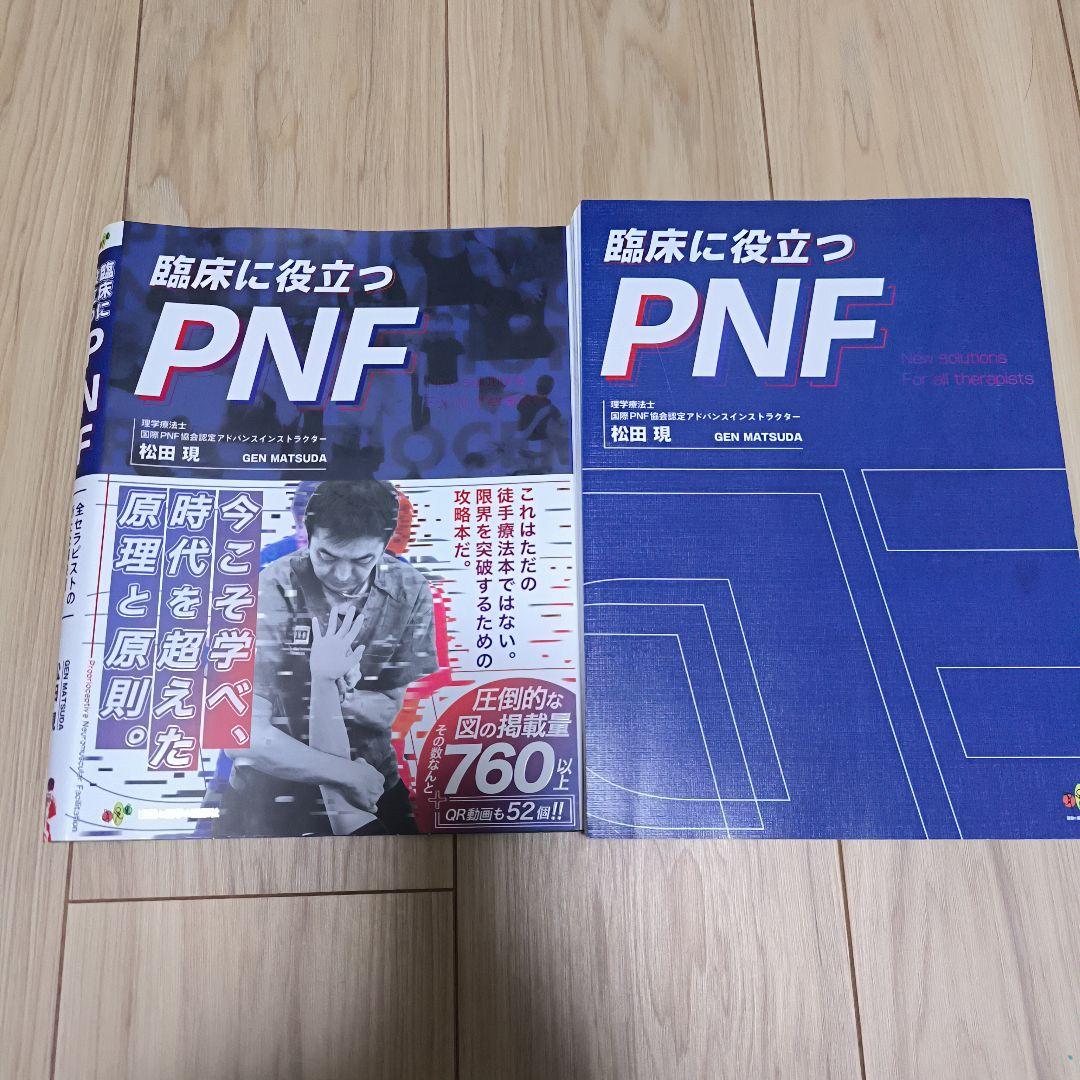 臨床に
PNF
全セラピストの
GEN MATSUDA
Proprioceptive Neuromuscular Facilitation
臨床に役立つ
PNF
理学療法士
国際PNF協会認定アドバンスインストラクター
松田 現 GEN MATSUDA
これはただの
徒手療法本ではない。
限界を突破するための
攻略本だ。
今こそ学べ、
時代を超えた
原理と原則。
圧倒的な
図の掲載量
その数なんと
760以上
+
QR動画も52個!!
臨床に役立つ
PNF
New solutions
For all therapists
理学療法士
国際PNF協会認定アドバンスインストラクター
松田 現 GEN MATSUDA